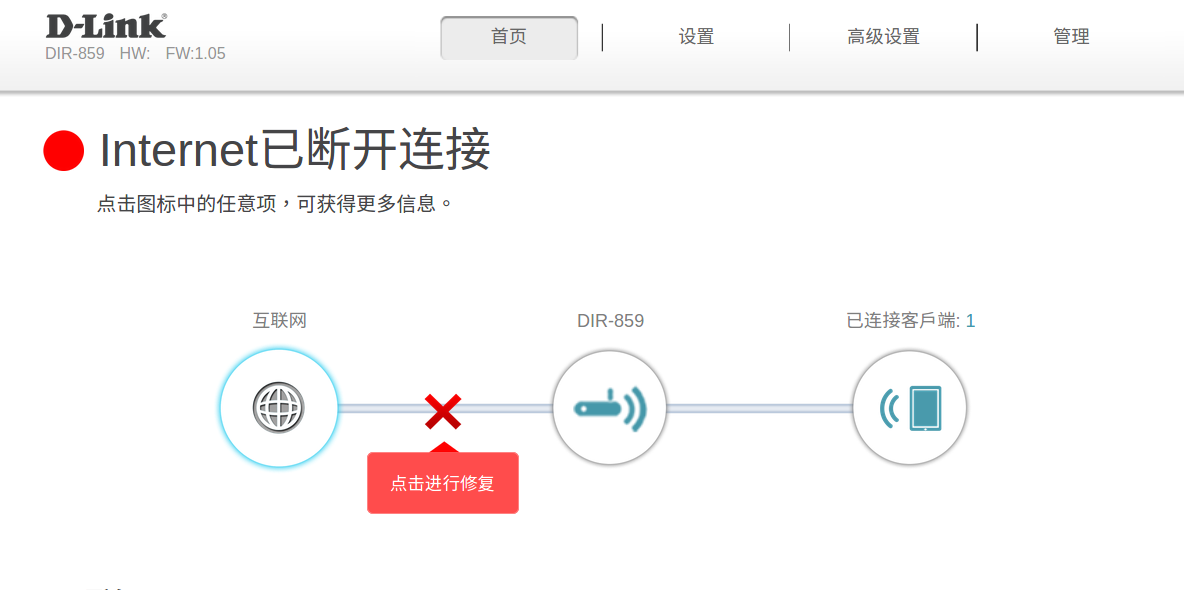 D-Link®
DIR-859 HW: FW:1.05
首页
设置
高级设置
管理
Internet已断开连接
点击图标中的任意项，可获得更多信息。
互联网
DIR-859
已连接客戶端: 1
点击进行修复